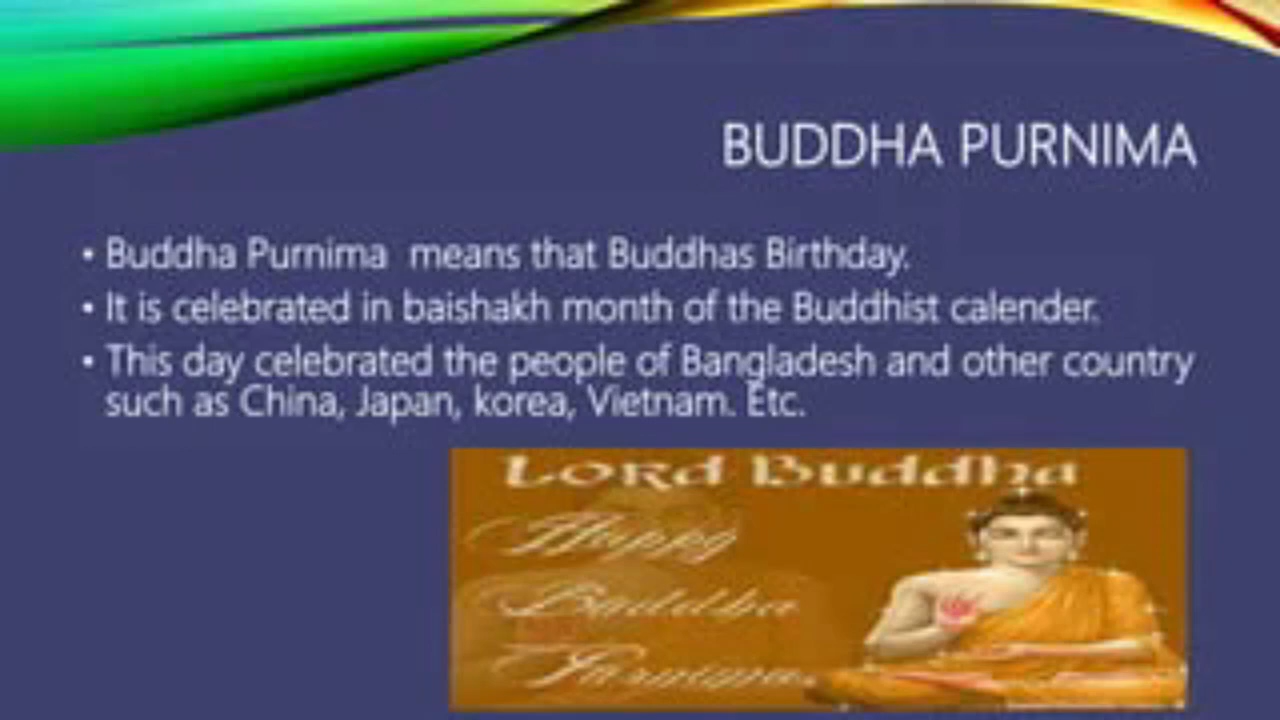 BUDDHA PURNIMA
• Buddha Purnima  means that Buddhas Birthday.
• It is celebrated in baishakh month of the Buddhist calender.
• This day celebrated the people of Bangladesh and other country
such as China, Japan, korea, Vietnam. Etc.
Lord Buddha
Happy
Buddha
Purnima